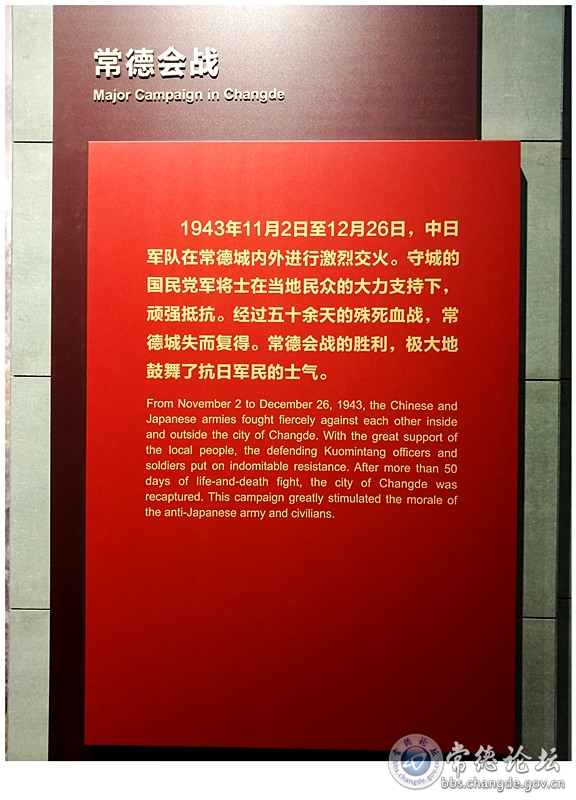 常德会战
Major Campaign in Changde
1943年11月2日至12月26日，中日
军队在常德城内外进行激烈交火。守城的
国民党军将士在当地民众的大力支持下，
顽强抵抗。经过五十余天的殊死血战，常
德城失而复得。常德会战的胜利，极大地
鼓舞了抗日军民的士气。
From November 2 to December 26, 1943, the Chinese and
Japanese armies fought fiercely against each other inside
and outside the city of Changde. With the great support of
the local people, the defending Kuomintang officers and
soldiers put on indomitable resistance. After more than 50
days of life-and-death fight, the city of Changde was
recaptured. This campaign greatly stimulated the morale of
the anti-Japanese army and civilians.
常德论坛
bbs.changde.gov.cn
常德论坛
bbs.changde.gov.cn